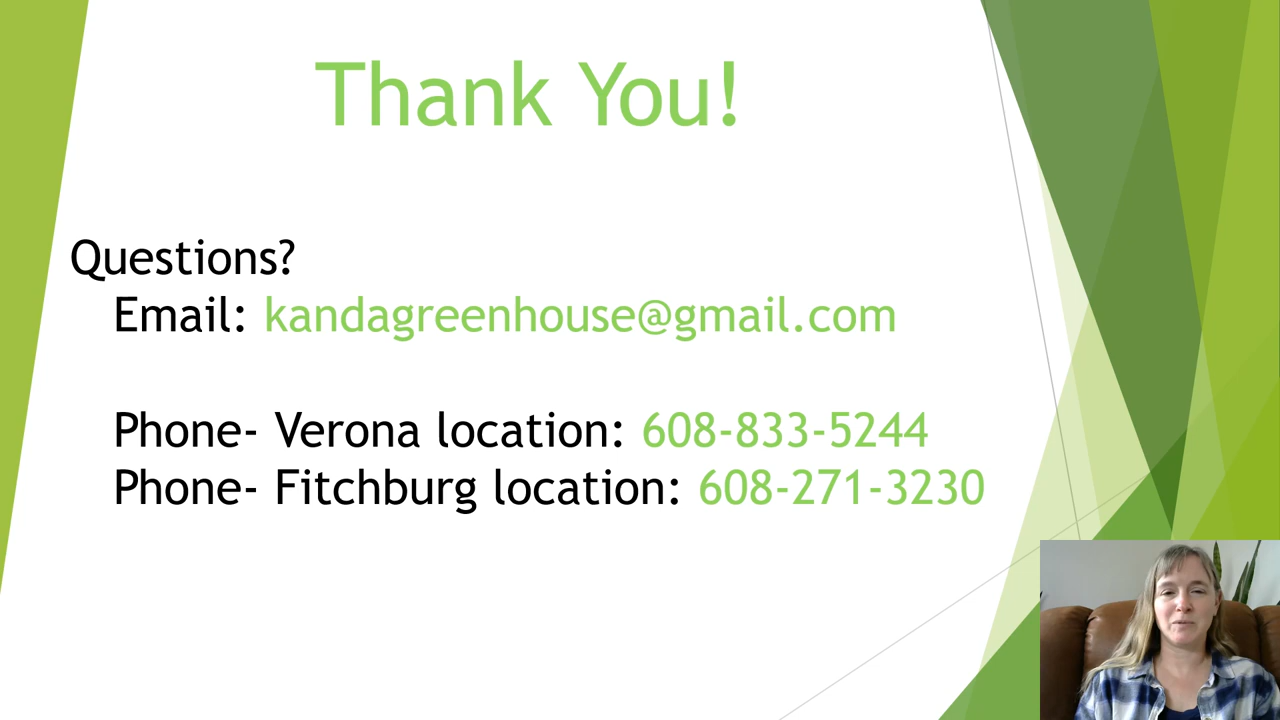 Thank You!
Questions?
Email: kandagreenhouse@gmail.com
Phone- Verona location: 608-833-5244
Phone- Fitchburg location: 608-271-3230